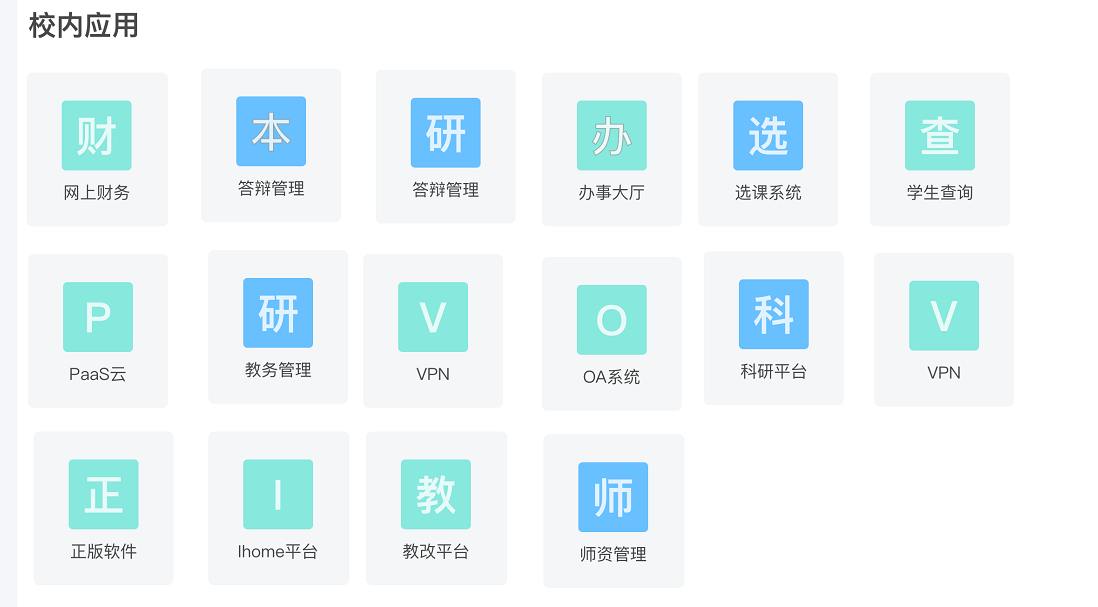 校内应用
财 本 研 办 选 查
网上财务 答辩管理 答辩管理 办事大厅 选课系统 学生查询
P 研 V O 科 V
PaaS云 教务管理 VPN OA系统 科研平台 VPN
正 I 教 师
正版软件 Ihome平台 教改平台 师资管理